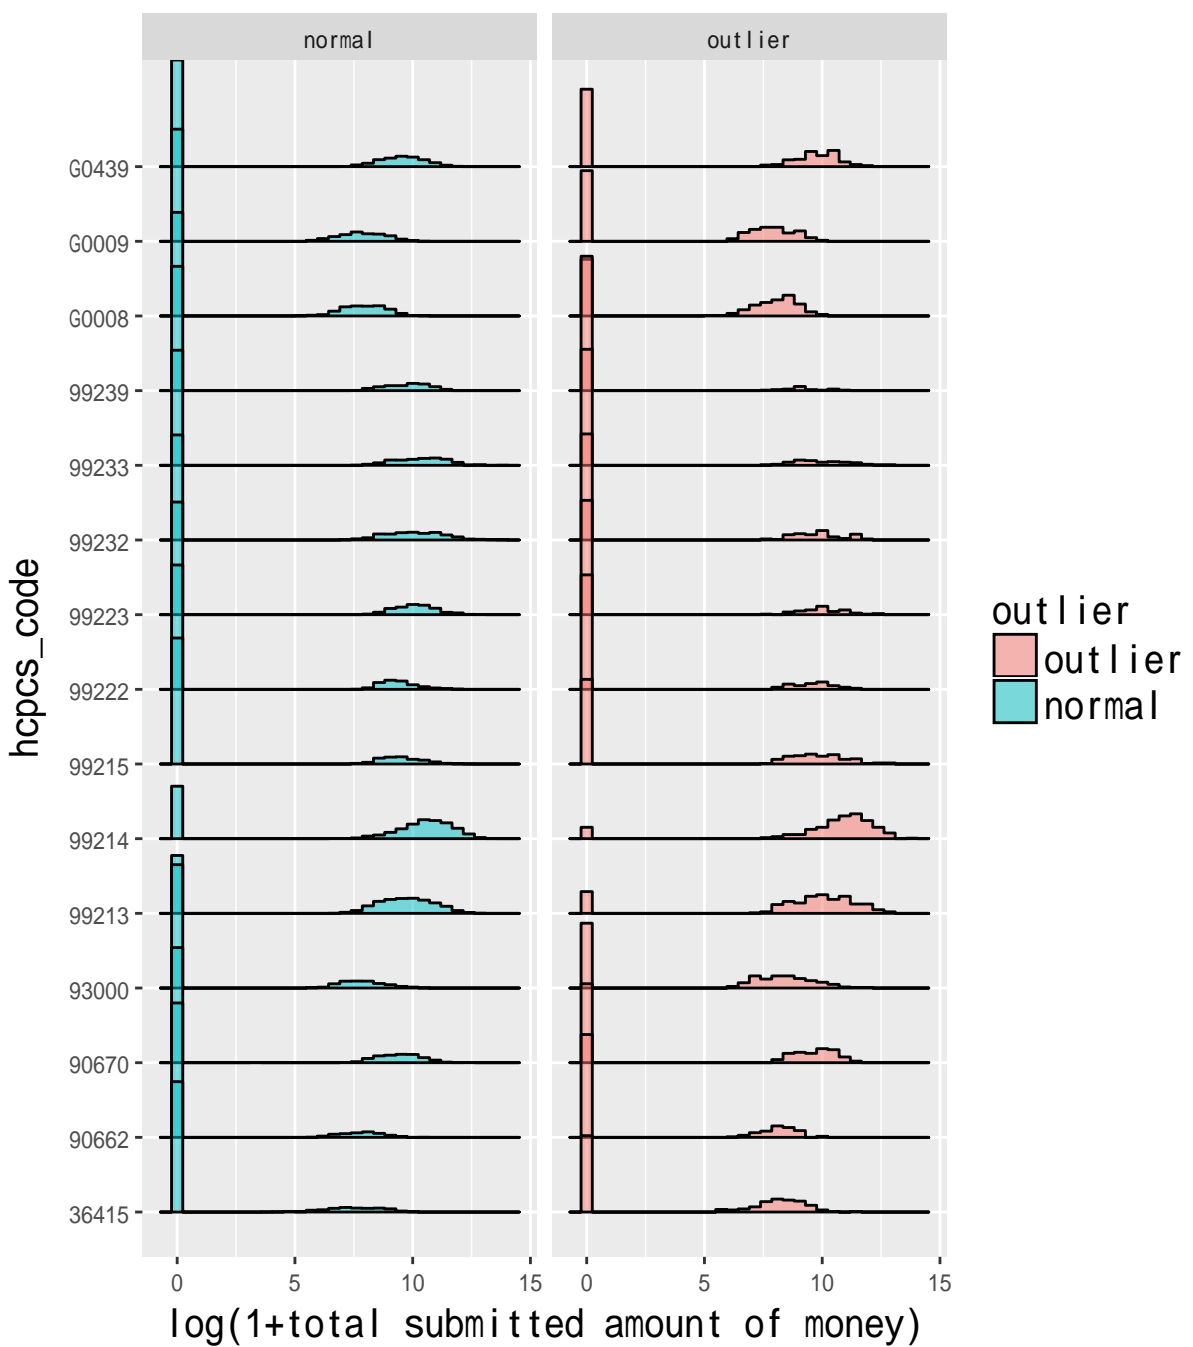 normal outlier
G0439
G0009
G0008
99239
99233
99232
99223
99222
99215
99214
99213
93000
90670
90662
36415
hcpcs_code
0 5 10 15 0 5 10 15
log(1+total submitted amount of money)
outlier
outlier
normal